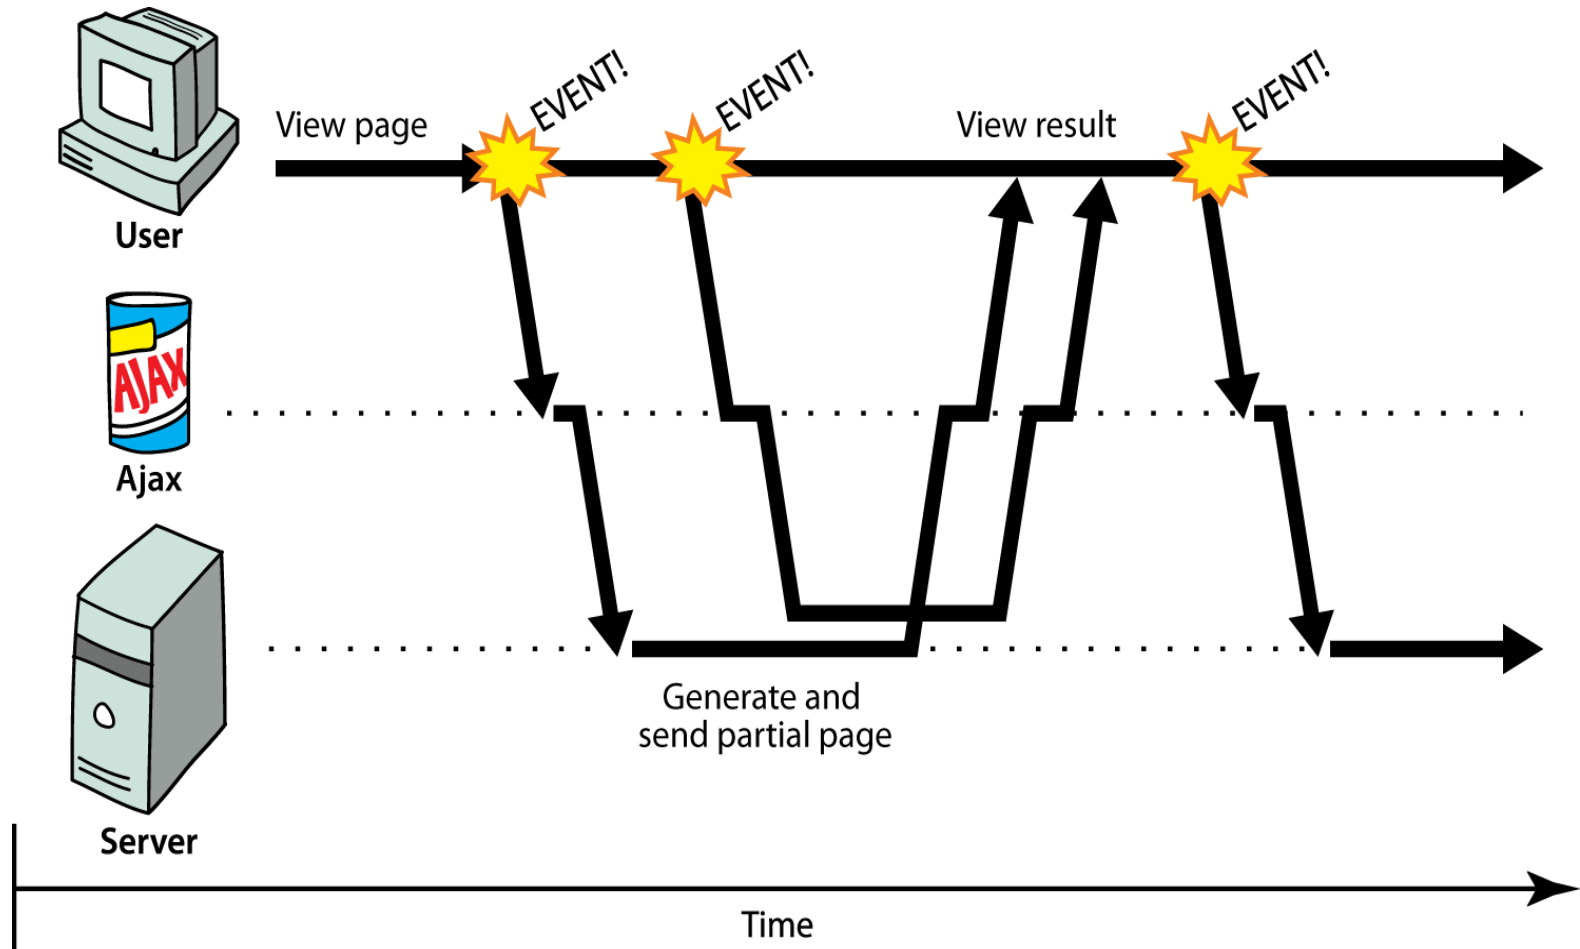 EVENT!
EVENT!
EVENT!
View page
View result
User
AJAX
Ajax
Generate and
send partial page
Server
Time